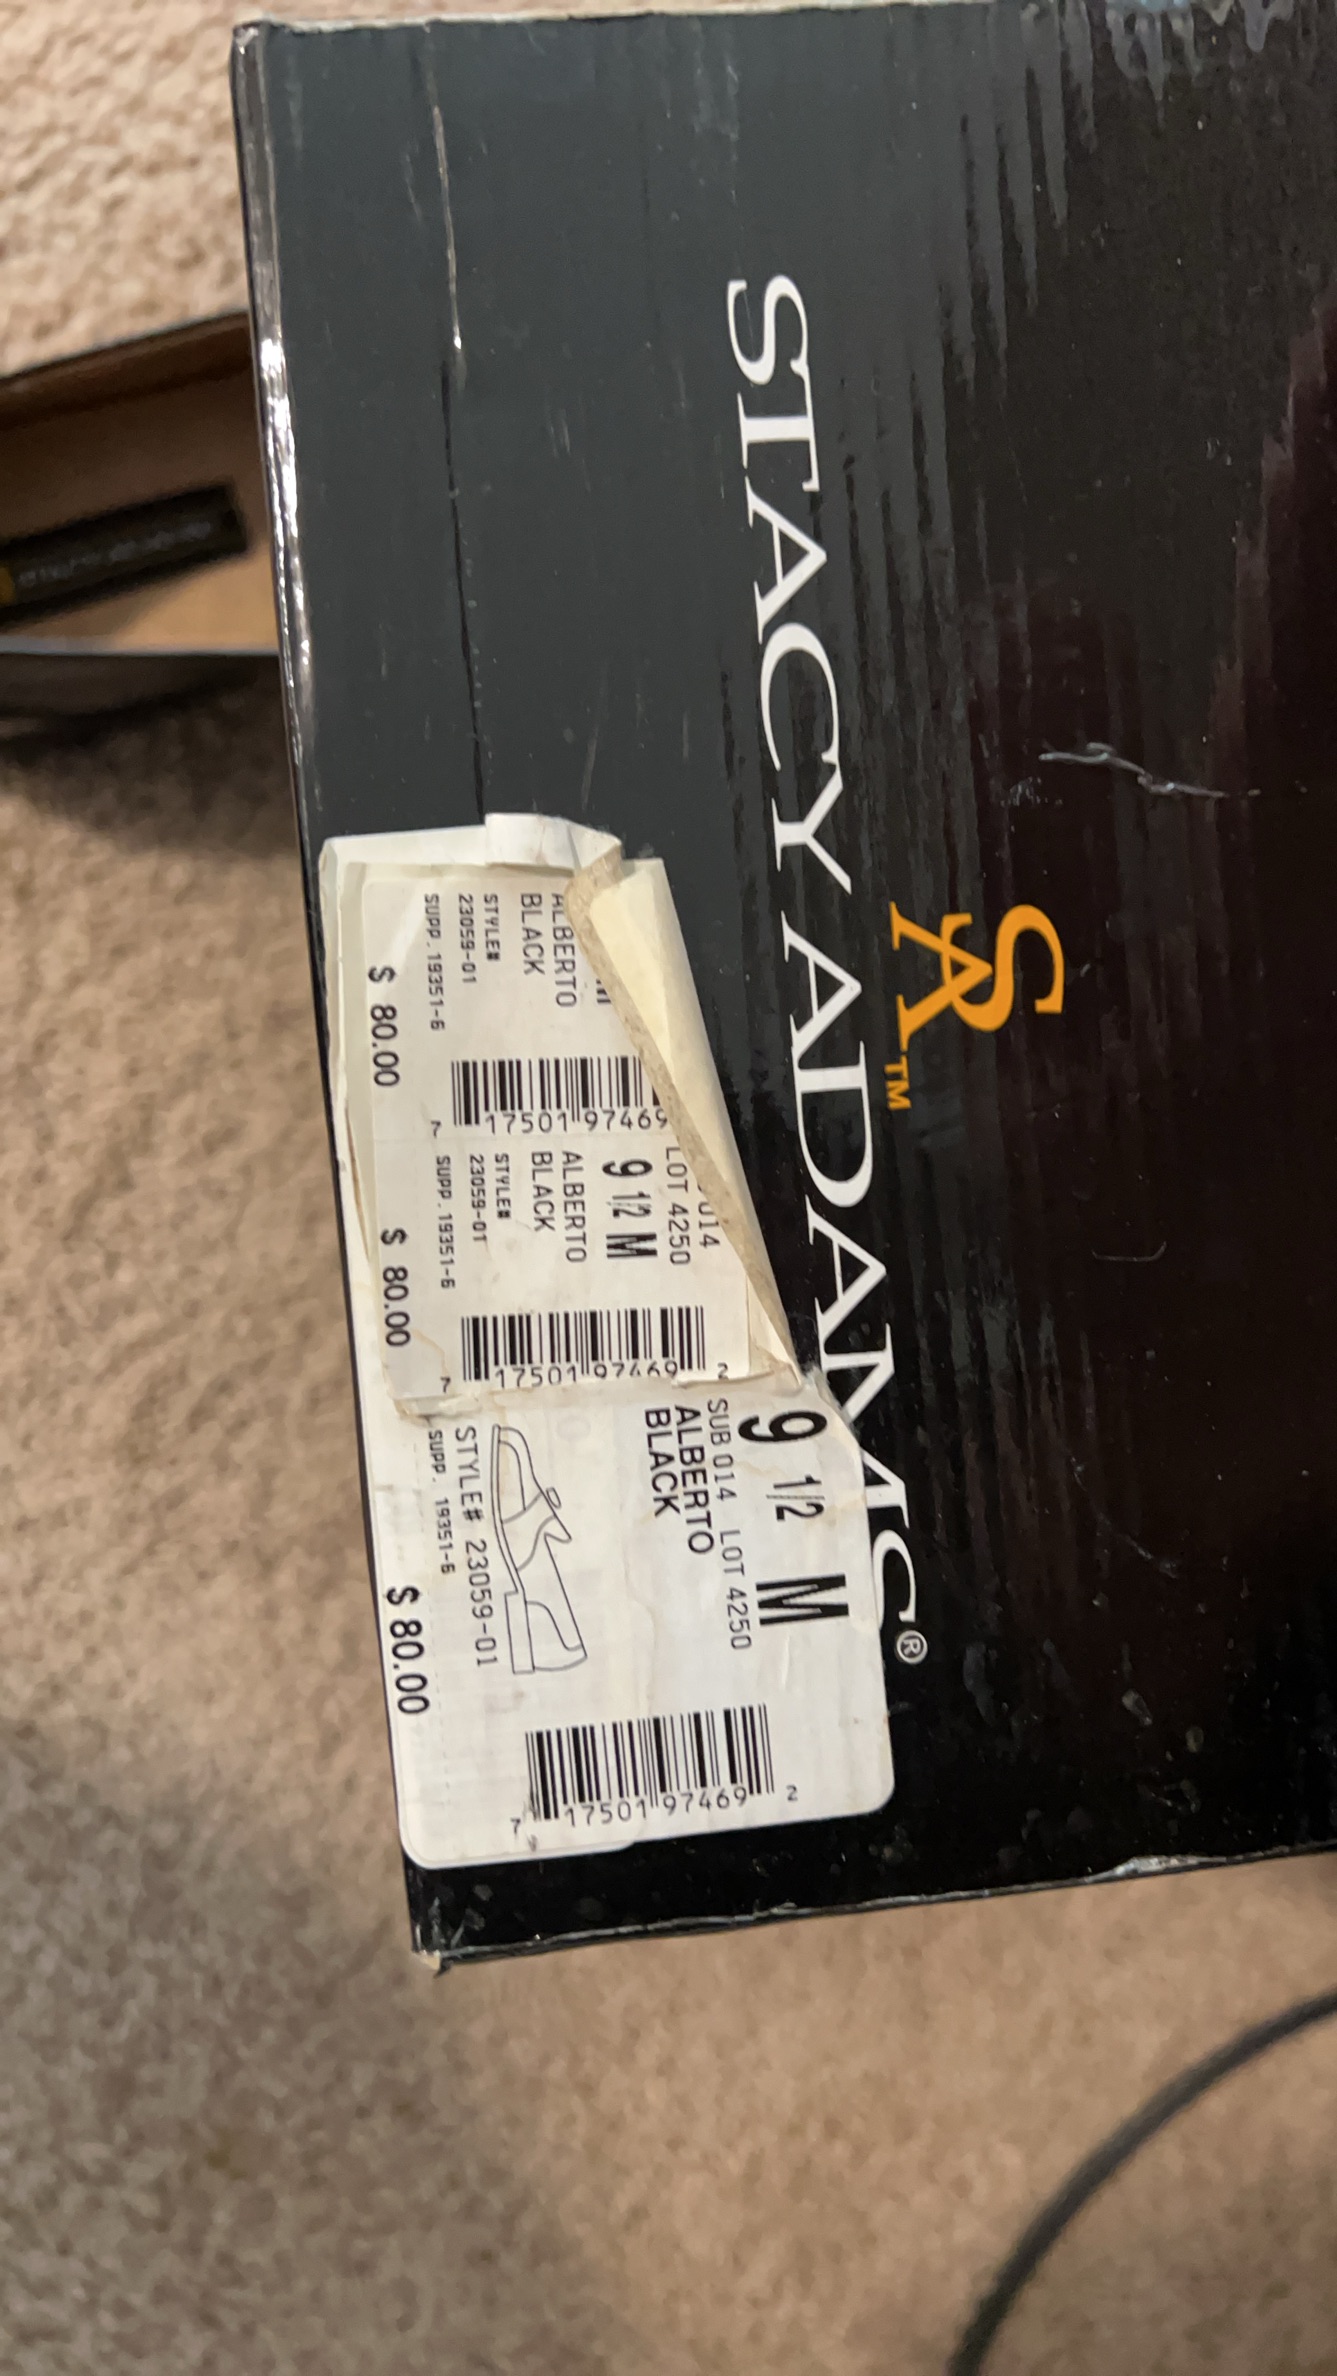 SA™
STACY ADAMS®
ALBERTO
BLACK
STYLE#
23059-01
SUPP. 19351-6
$ 80.00
17501 97469
7
014
LOT 4250
9 1/2 M
ALBERTO
BLACK
STYLE#
23059-01
SUPP. 19351-6
$ 80.00
7 17501 97469 2
9 1/2 M
SUB 014 LOT 4250
ALBERTO
BLACK
STYLE# 23059-01
SUPP. 19351-6
$ 80.00
7 17501 97469 2